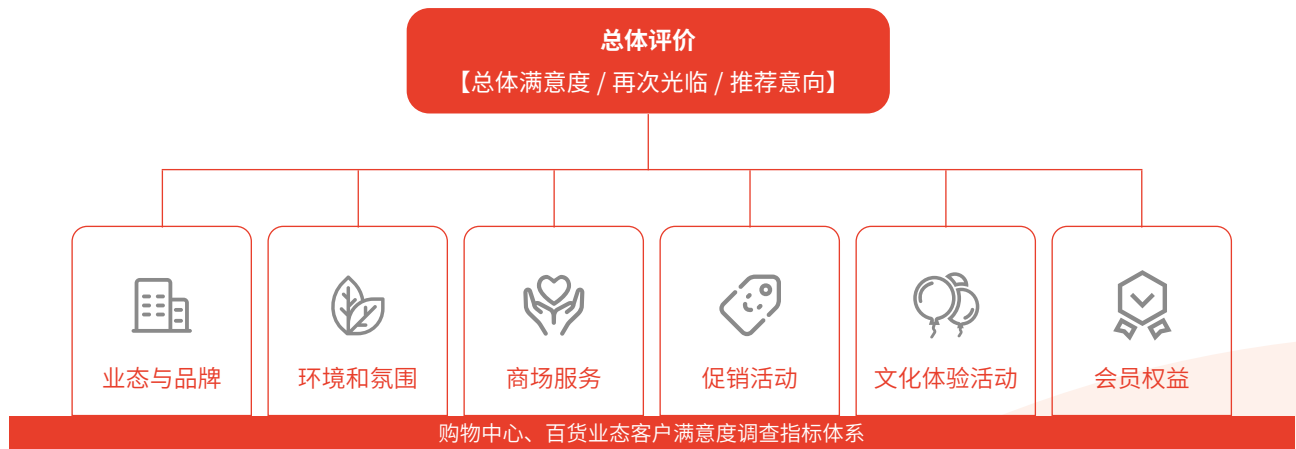 总体评价
【总体满意度 / 再次光临 / 推荐意向】
业态与品牌
环境和氛围
商场服务
促销活动
文化体验活动
会员权益
购物中心、百货业态客户满意度调查指标体系